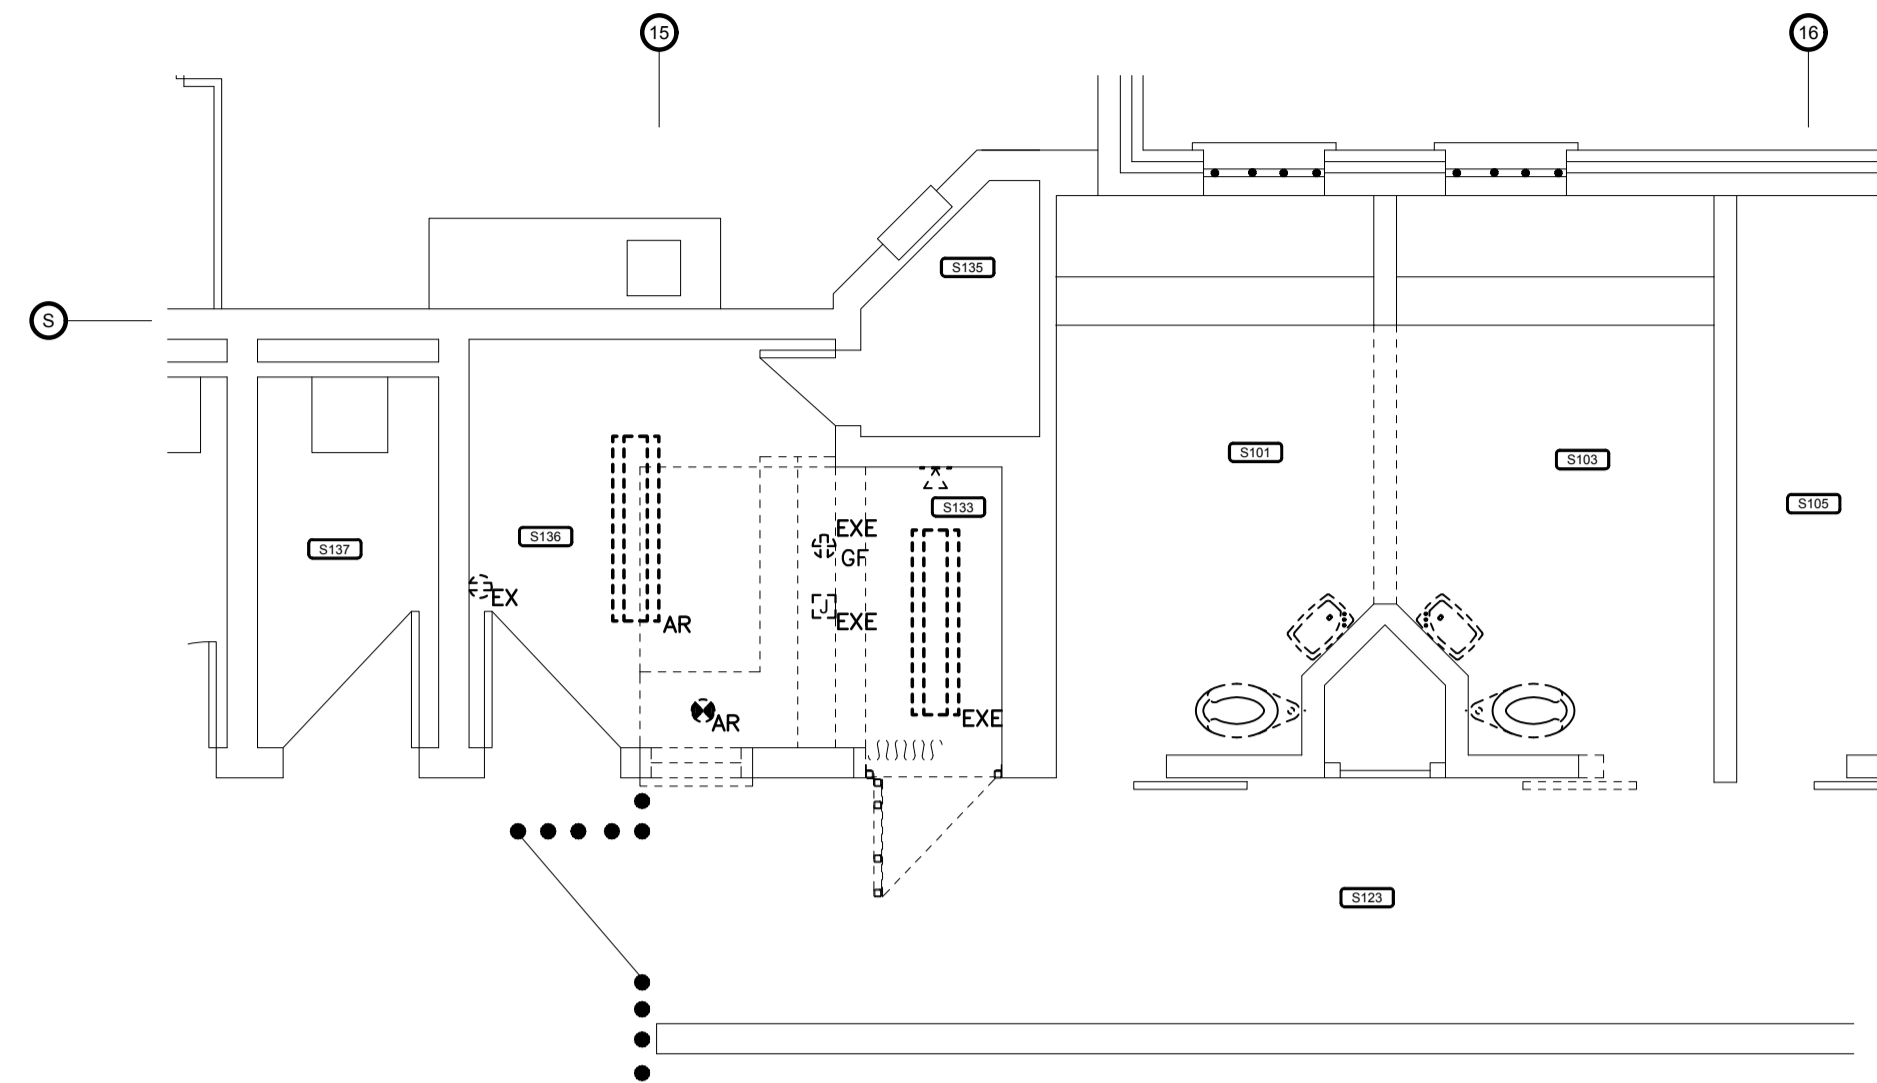 15
16
S135
S
S101
S103
S133
S105
EXE
S136
S137
GF
EX
J
EXE
AR
EXE
AR
S123